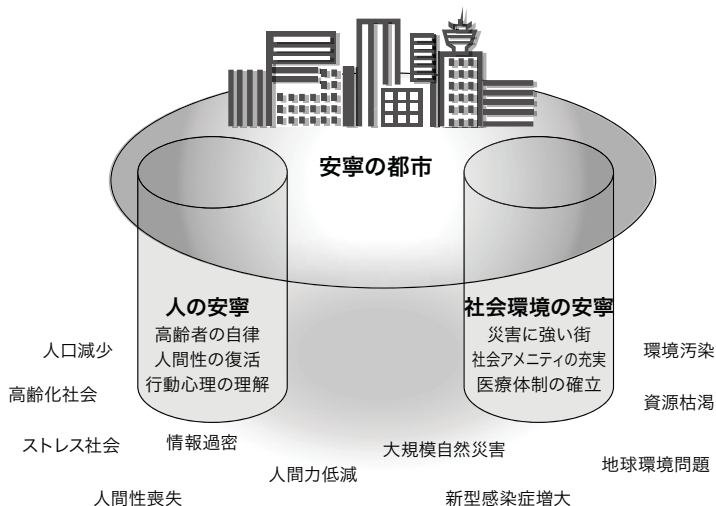 安寧の都市
人の安寧
高齢者の自律
人間性の復活
行動心理の理解
社会環境の安寧
災害に強い街
社会アメニティの充実
医療体制の確立
人口減少
高齢化社会
ストレス社会
情報過密
人間性喪失
人間力低減
大規模自然災害
新型感染症増大
環境汚染
資源枯渇
地球環境問題